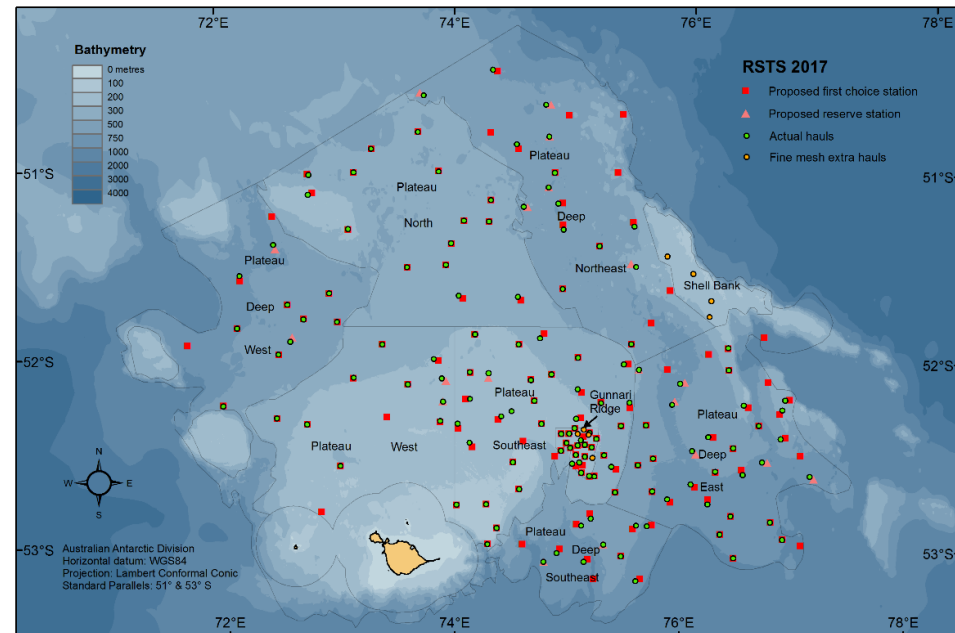 72°E
74°E
76°E
78°E
Bathymetry
0 metres
100
200
300
500
750
1000
2000
3000
4000
RSTS 2017
Proposed first choice station
Proposed reserve station
Actual hauls
Fine mesh extra hauls
51°S
51°S
Plateau
Deep
Northeast
Plateau
North
Shell Bank
Plateau
Deep
West
52°S
52°S
Plateau
Southeast
Gunnari
Ridge
Plateau
West
Plateau
Deep
East
Plateau
Deep
Southeast
N
W
E
S
53°S
53°S
Australian Antarctic Division
Horizontal datum: WGS84
Projection: Lambert Conformal Conic
Standard Parallels: 51° & 53° S
72°E
74°E
76°E
78°E